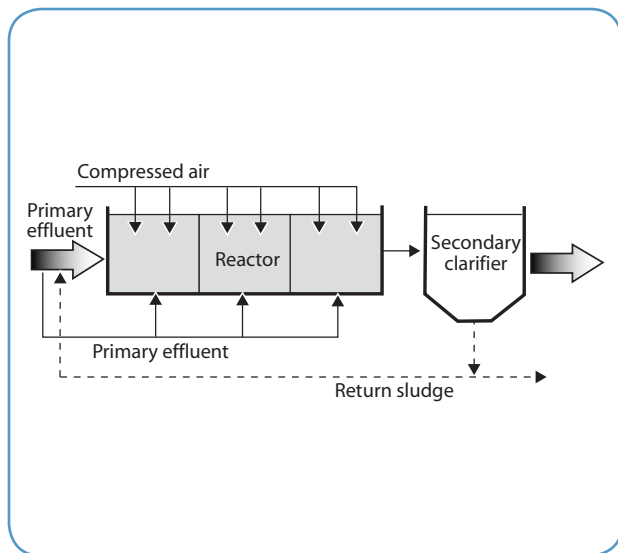 Compressed air
Primary
effluent
Reactor
Secondary
clarifier
Primary effluent
Return sludge